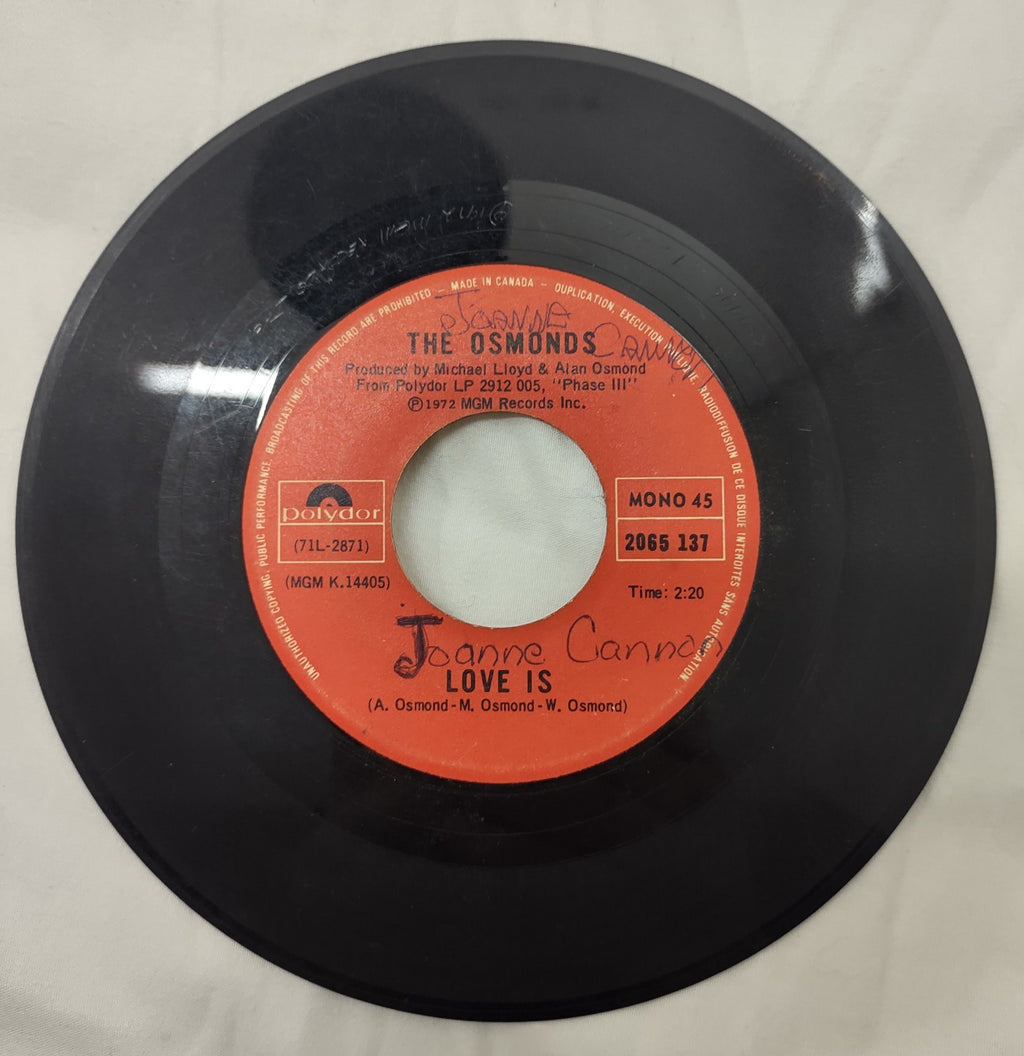 UNAUTHORIZED COPYING, PUBLIC PERFORMANCE, BROADCASTING OF THIS RECORD ARE PROHIBITED – MADE IN CANADA – DUPLICATION, EXECUTION RADIODIFFUSION DE CE DISQUE INTERDITES SANS AUTORISATION
Joanne Cannon
THE OSMONDS
Produced by Michael Lloyd & Alan Osmond
From Polydor LP 2912 005, "Phase III"
℗ 1972 MGM Records Inc.
polydor
(71L-2871)
(MGM K.14405)
MONO 45
2065 137
Time: 2:20
Joanne Cannon
LOVE IS
(A. Osmond - M. Osmond - W. Osmond)